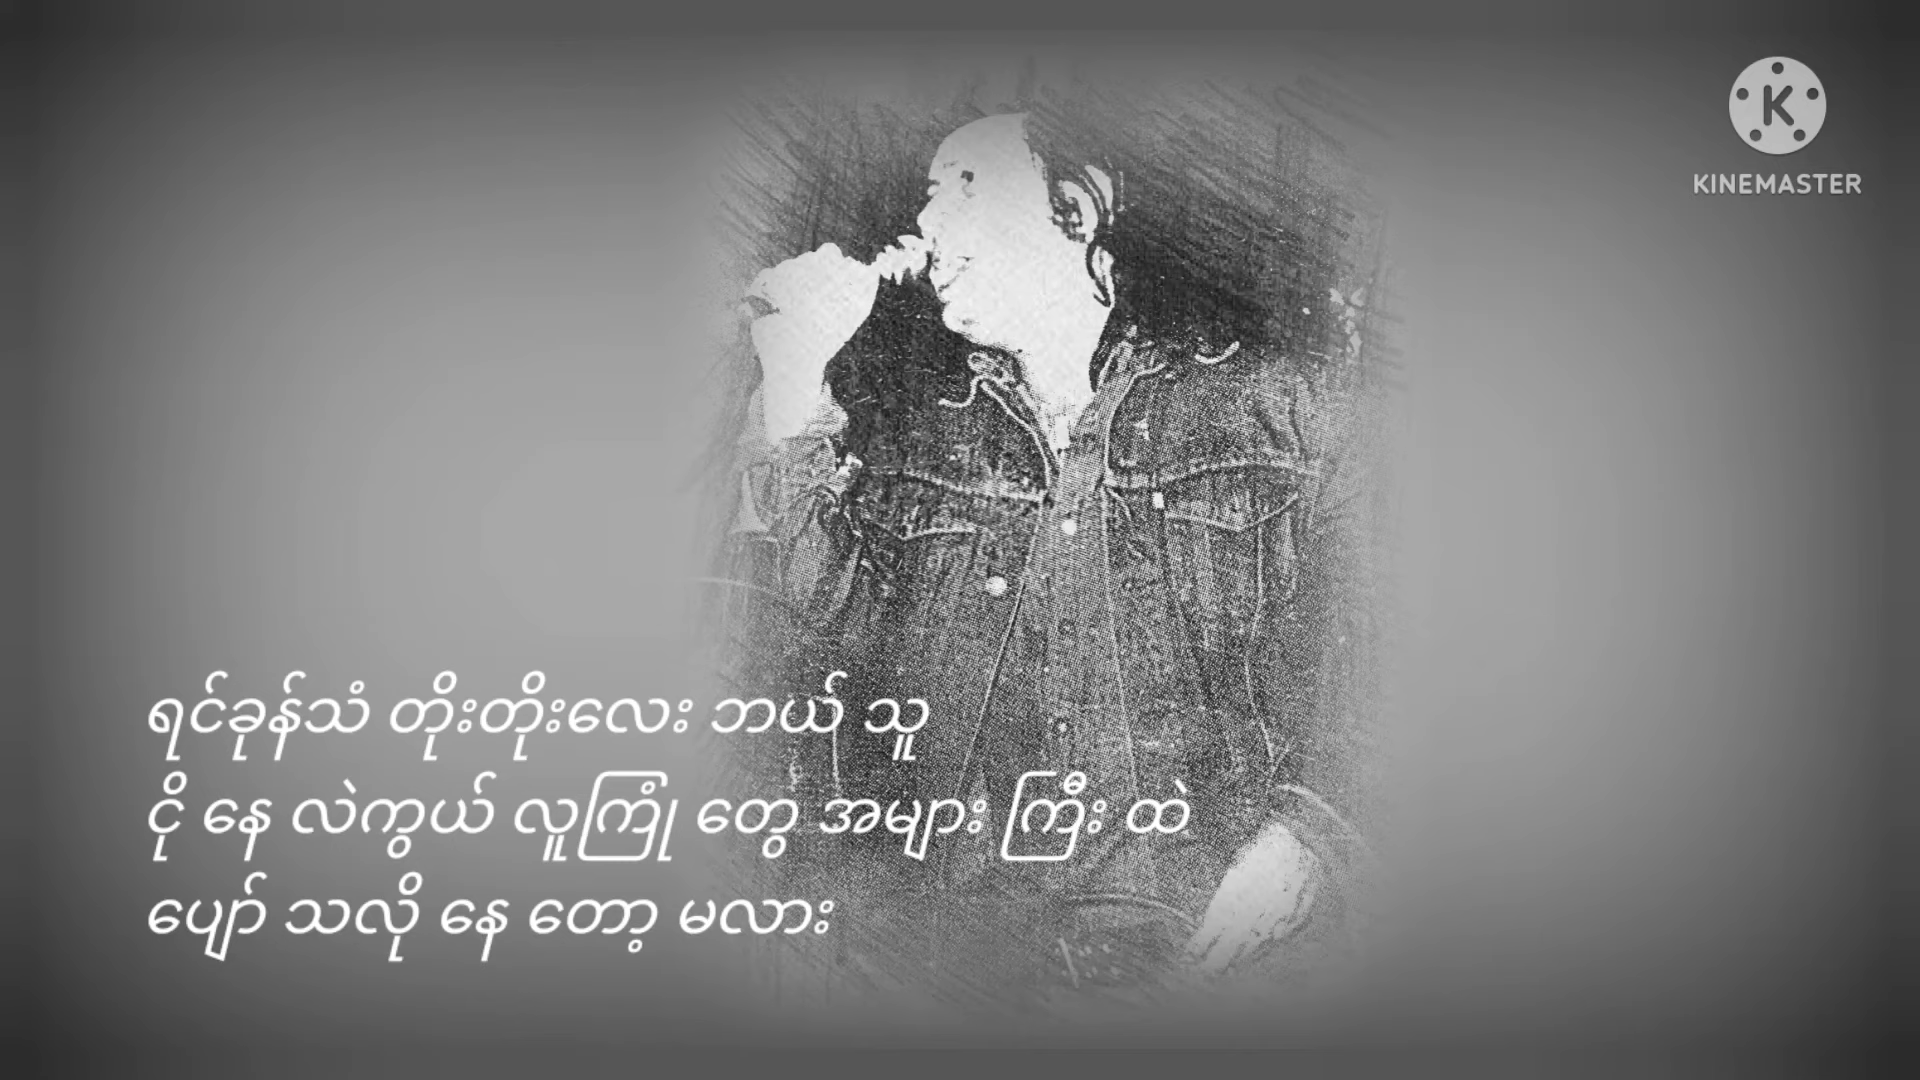 KINEMASTER
ရင်ခုန်သံ တိုးတိုးလေး ဘယ် သူ
ငို နေ လဲကွယ် လူကြုံ တွေ အများ ကြီး ထဲ
ပျော် သလို နေ တော့ မလား